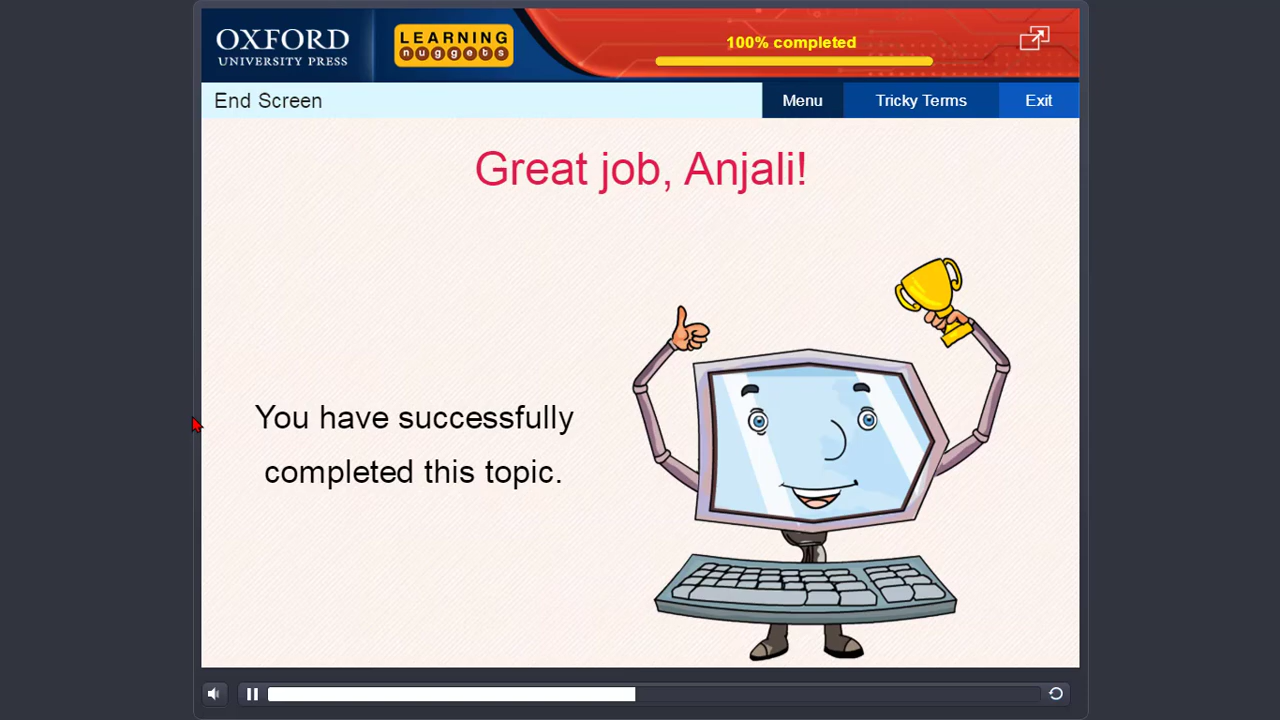 OXFORD
UNIVERSITY PRESS
LEARNING
nuggets
100% completed
End Screen
Menu
Tricky Terms
Exit
Great job, Anjali!
You have successfully
completed this topic.